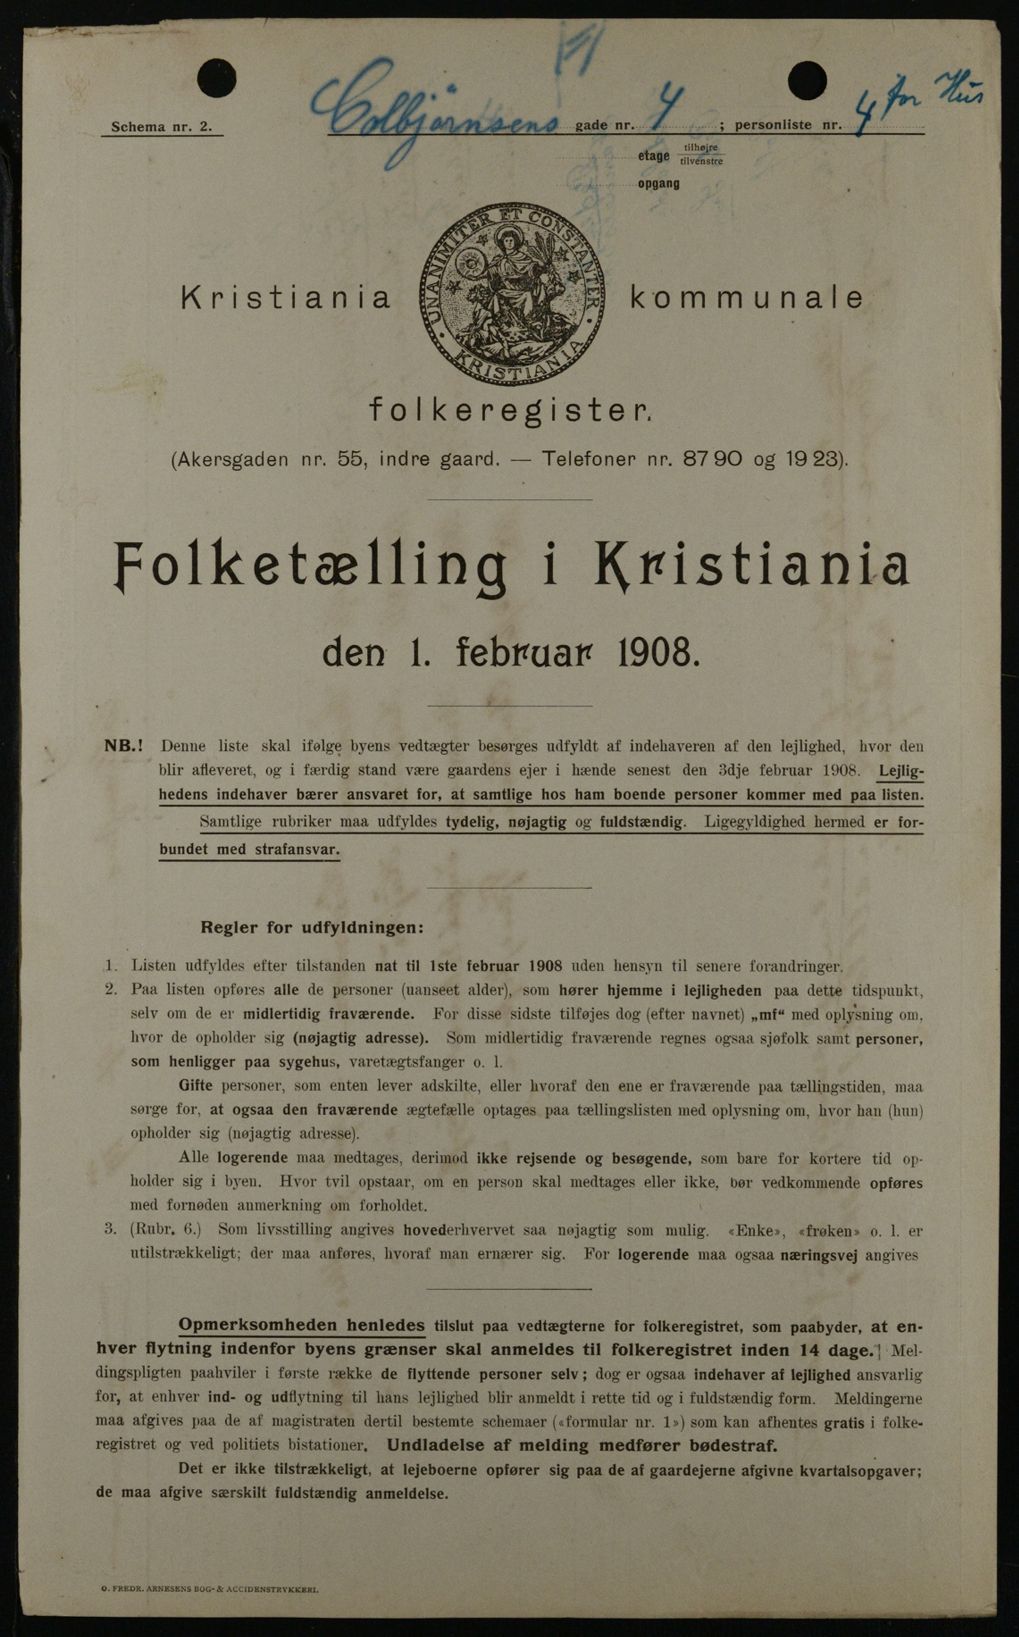 Schema nr. 2. Colbjørnsens gade nr. 4 ; personliste nr. 4 for Hus
etage tilhøjre
tilvenstre
opgang
UNANIMITER ET CONSTANTER
KRISTIANIA
Kristiania kommunale
folkeregister.
(Akersgaden nr. 55, indre gaard. — Telefoner nr. 87 90 og 19 23).
Folketælling i Kristiania
den 1. februar 1908.
NB.! Denne liste skal ifølge byens vedtægter besørges udfyldt af indehaveren af den lejlighed, hvor den
blir afleveret, og i færdig stand være gaardens ejer i hænde senest den 3dje februar 1908. Lejlig-
hedens indehaver bærer ansvaret for, at samtlige hos ham boende personer kommer med paa listen.
Samtlige rubriker maa udfyldes tydelig, nøjagtig og fuldstændig. Ligegyldighed hermed er for-
bundet med strafansvar.
Regler for udfyldningen:
1. Listen udfyldes efter tilstanden nat til 1ste februar 1908 uden hensyn til senere forandringer.
2. Paa listen opføres alle de personer (uanseet alder), som hører hjemme i lejligheden paa dette tidspunkt,
selv om de er midlertidig fraværende. For disse sidste tilføjes dog (efter navnet) „mf“ med oplysning om,
hvor de opholder sig (nøjagtig adresse). Som midlertidig fraværende regnes ogsaa sjøfolk samt personer,
som henligger paa sygehus, varetægtsfanger o. l.
Gifte personer, som enten lever adskilte, eller hvoraf den ene er fraværende paa tællingstiden, maa
sørge for, at ogsaa den fraværende ægtefælle optages paa tællingslisten med oplysning om, hvor han (hun)
opholder sig (nøjagtig adresse).
Alle logerende maa medtages, derimod ikke rejsende og besøgende, som bare for kortere tid op-
holder sig i byen. Hvor tvil opstaar, om en person skal medtages eller ikke, bør vedkommende opføres
med fornøden anmerkning om forholdet.
3. (Rubr. 6.) Som livsstilling angives hovederhvervet saa nøjagtig som mulig. «Enke», «frøken» o. l. er
utilstrækkeligt; der maa anføres, hvoraf man ernærer sig. For logerende maa ogsaa næringsvej angives
Opmerksomheden henledes tilslut paa vedtægterne for folkeregistret, som paabyder, at en-
hver flytning indenfor byens grænser skal anmeldes til folkeregistret inden 14 dage. Mel-
dingspligten paahviler i første række de flyttende personer selv; dog er ogsaa indehaver af lejlighed ansvarlig
for, at enhver ind- og udflytning til hans lejlighed blir anmeldt i rette tid og i fuldstændig form. Meldingerne
maa afgives paa de af magistraten dertil bestemte schemaer («formular nr. 1») som kan afhentes gratis i folke-
registret og ved politiets bistationer. Undladelse af melding medfører bødestraf.
Det er ikke tilstrækkeligt, at lejeboerne opfører sig paa de af gaardejerne afgivne kvartalsopgaver;
de maa afgive særskilt fuldstændig anmeldelse.
O. FREDR. ARNESENS BOG- & ACCIDENSTRYKKERI.